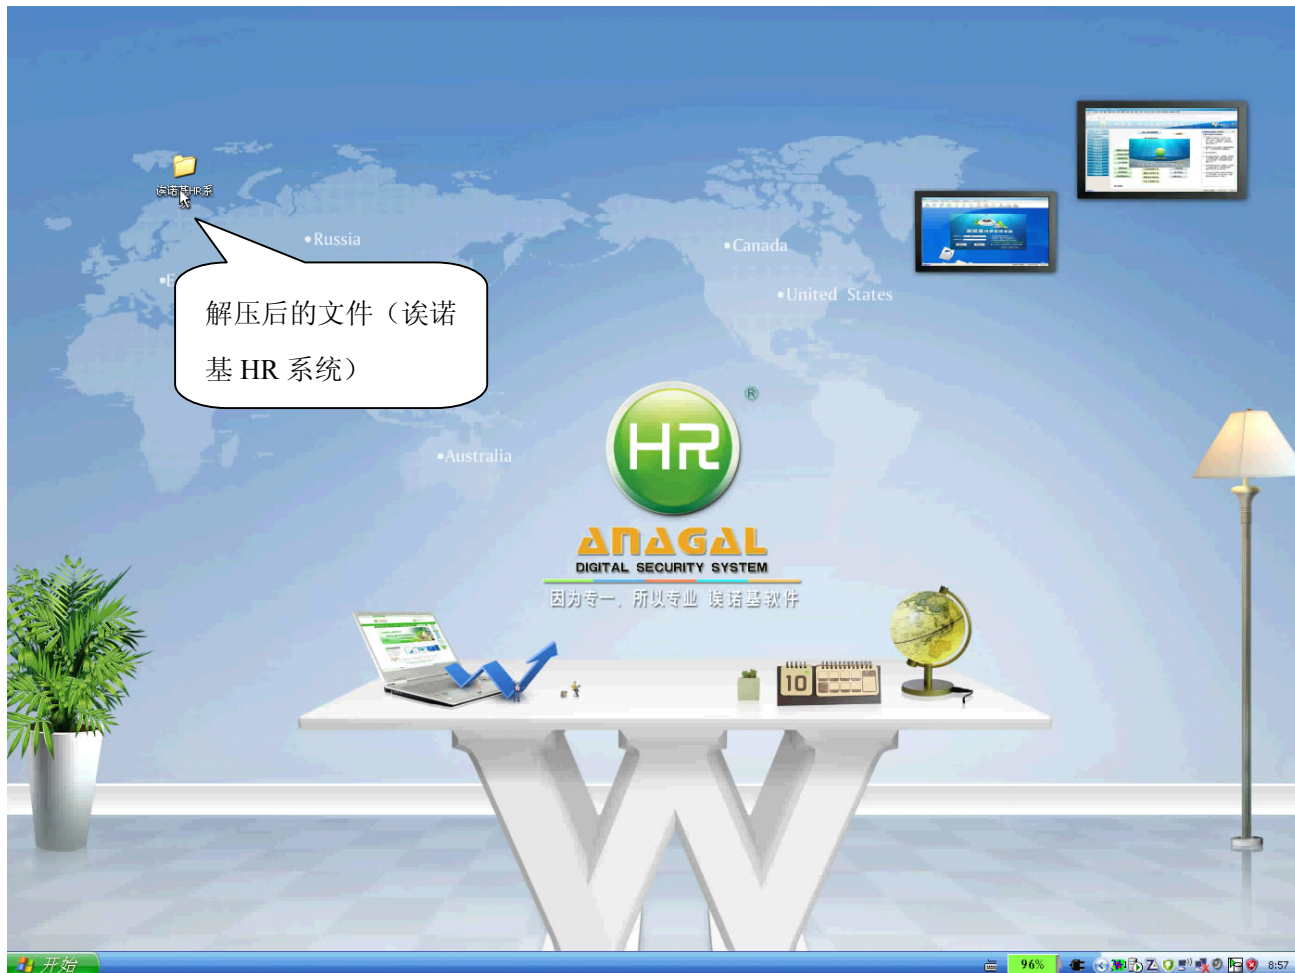 诶诺基HR系
统
•Russia
•Canada
•United States
解压后的文件（诶诺
基 HR 系统）
•Australia
HR
®
ANAGAL
DIGITAL SECURITY SYSTEM
因为专一、所以专业 诶诺基软件
10
开始
96%
8:57